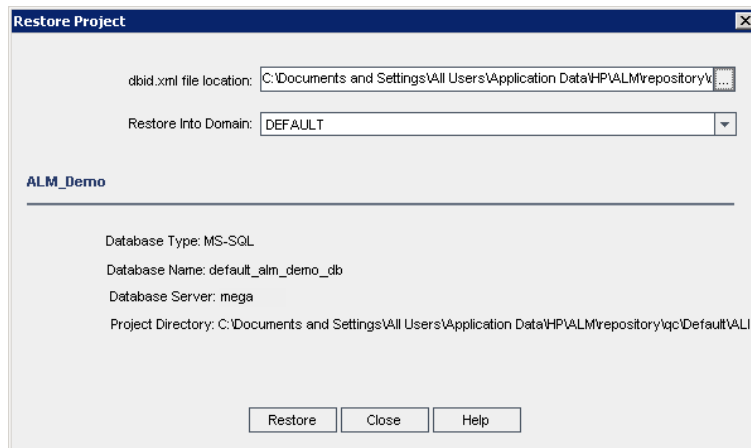 Restore Project
dbid.xml file location: C:\Documents and Settings\All Users\Application Data\HP\ALM\repository\ ...
Restore Into Domain: DEFAULT
ALM_Demo
Database Type: MS-SQL
Database Name: default_alm_demo_db
Database Server: mega
Project Directory: C:\Documents and Settings\All Users\Application Data\HP\ALM\repository\qc\Default\AL
Restore Close Help